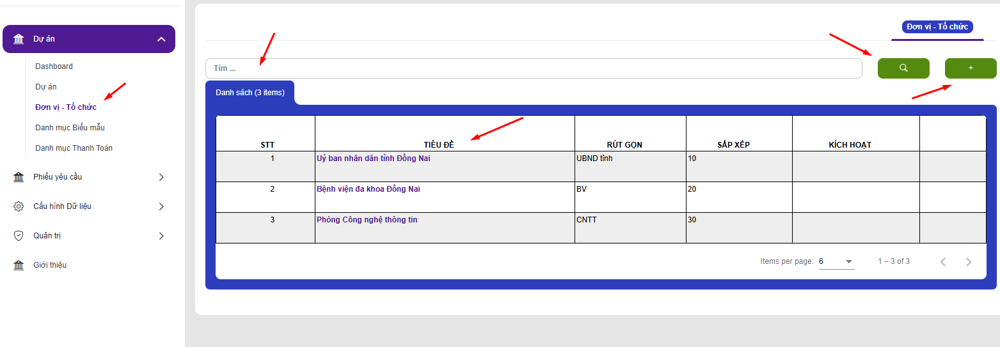 Dự án
Dashboard
Dự án
Đơn vị - Tổ chức
Danh mục Biểu mẫu
Danh mục Thanh Toán
Phiếu yêu cầu
Cấu hình Dữ liệu
Quản trị
Giới thiệu
Đơn vị - Tổ chức
Tìm ...
+
Danh sách (3 items)
STT TIÊU ĐỀ RÚT GỌN SẮP XẾP KÍCH HOẠT
1 Uỷ ban nhân dân tỉnh Đồng Nai UBND tỉnh 10
2 Bệnh viện đa khoa Đồng Nai BV 20
3 Phòng Công nghệ thông tin CNTT 30
Items per page: 6 1 – 3 of 3